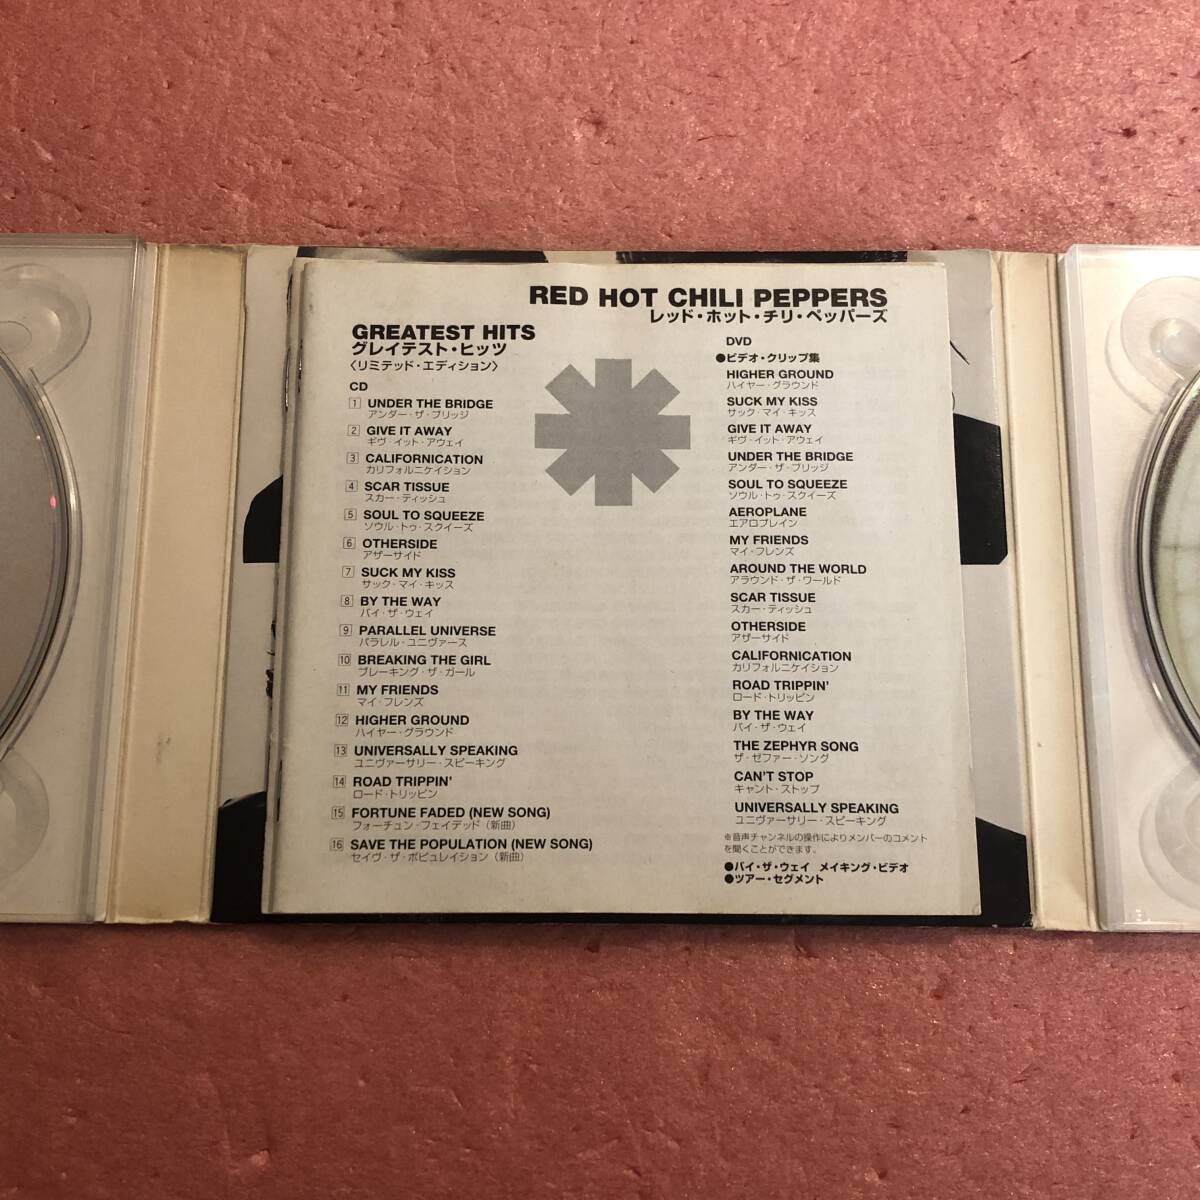 RED HOT CHILI PEPPERS
レッド・ホット・チリ・ペッパーズ
GREATEST HITS
グレイテスト・ヒッツ
〈リミテッド・エディション〉
CD
1 UNDER THE BRIDGE
アンダー・ザ・ブリッジ
2 GIVE IT AWAY
ギヴ・イット・アウェイ
3 CALIFORNICATION
カリフォルニケイション
4 SCAR TISSUE
スカー・ティッシュ
5 SOUL TO SQUEEZE
ソウル・トゥ・スクイーズ
6 OTHERSIDE
アザーサイド
7 SUCK MY KISS
サック・マイ・キッス
8 BY THE WAY
バイ・ザ・ウェイ
9 PARALLEL UNIVERSE
パラレル・ユニヴァース
10 BREAKING THE GIRL
ブレーキング・ザ・ガール
11 MY FRIENDS
マイ・フレンズ
12 HIGHER GROUND
ハイヤー・グラウンド
13 UNIVERSALLY SPEAKING
ユニヴァーサリー・スピーキング
14 ROAD TRIPPIN'
ロード・トリッピン
15 FORTUNE FADED (NEW SONG)
フォーチュン・フェイデッド（新曲）
16 SAVE THE POPULATION (NEW SONG)
セイヴ・ザ・ポピュレイション（新曲）
DVD
●ビデオ・クリップ集
HIGHER GROUND
ハイヤー・グラウンド
SUCK MY KISS
サック・マイ・キッス
GIVE IT AWAY
ギヴ・イット・アウェイ
UNDER THE BRIDGE
アンダー・ザ・ブリッジ
SOUL TO SQUEEZE
ソウル・トゥ・スクイーズ
AEROPLANE
エアロプレイン
MY FRIENDS
マイ・フレンズ
AROUND THE WORLD
アラウンド・ザ・ワールド
SCAR TISSUE
スカー・ティッシュ
OTHERSIDE
アザーサイド
CALIFORNICATION
カリフォルニケイション
ROAD TRIPPIN'
ロード・トリッピン
BY THE WAY
バイ・ザ・ウェイ
THE ZEPHYR SONG
ザ・ゼファー・ソング
CAN'T STOP
キャント・ストップ
UNIVERSALLY SPEAKING
ユニヴァーサリー・スピーキング
※音声チャンネルの操作によりメンバーのコメント
を聞くことができます。
●バイ・ザ・ウェイ メイキング・ビデオ
●ツアー・セグメント